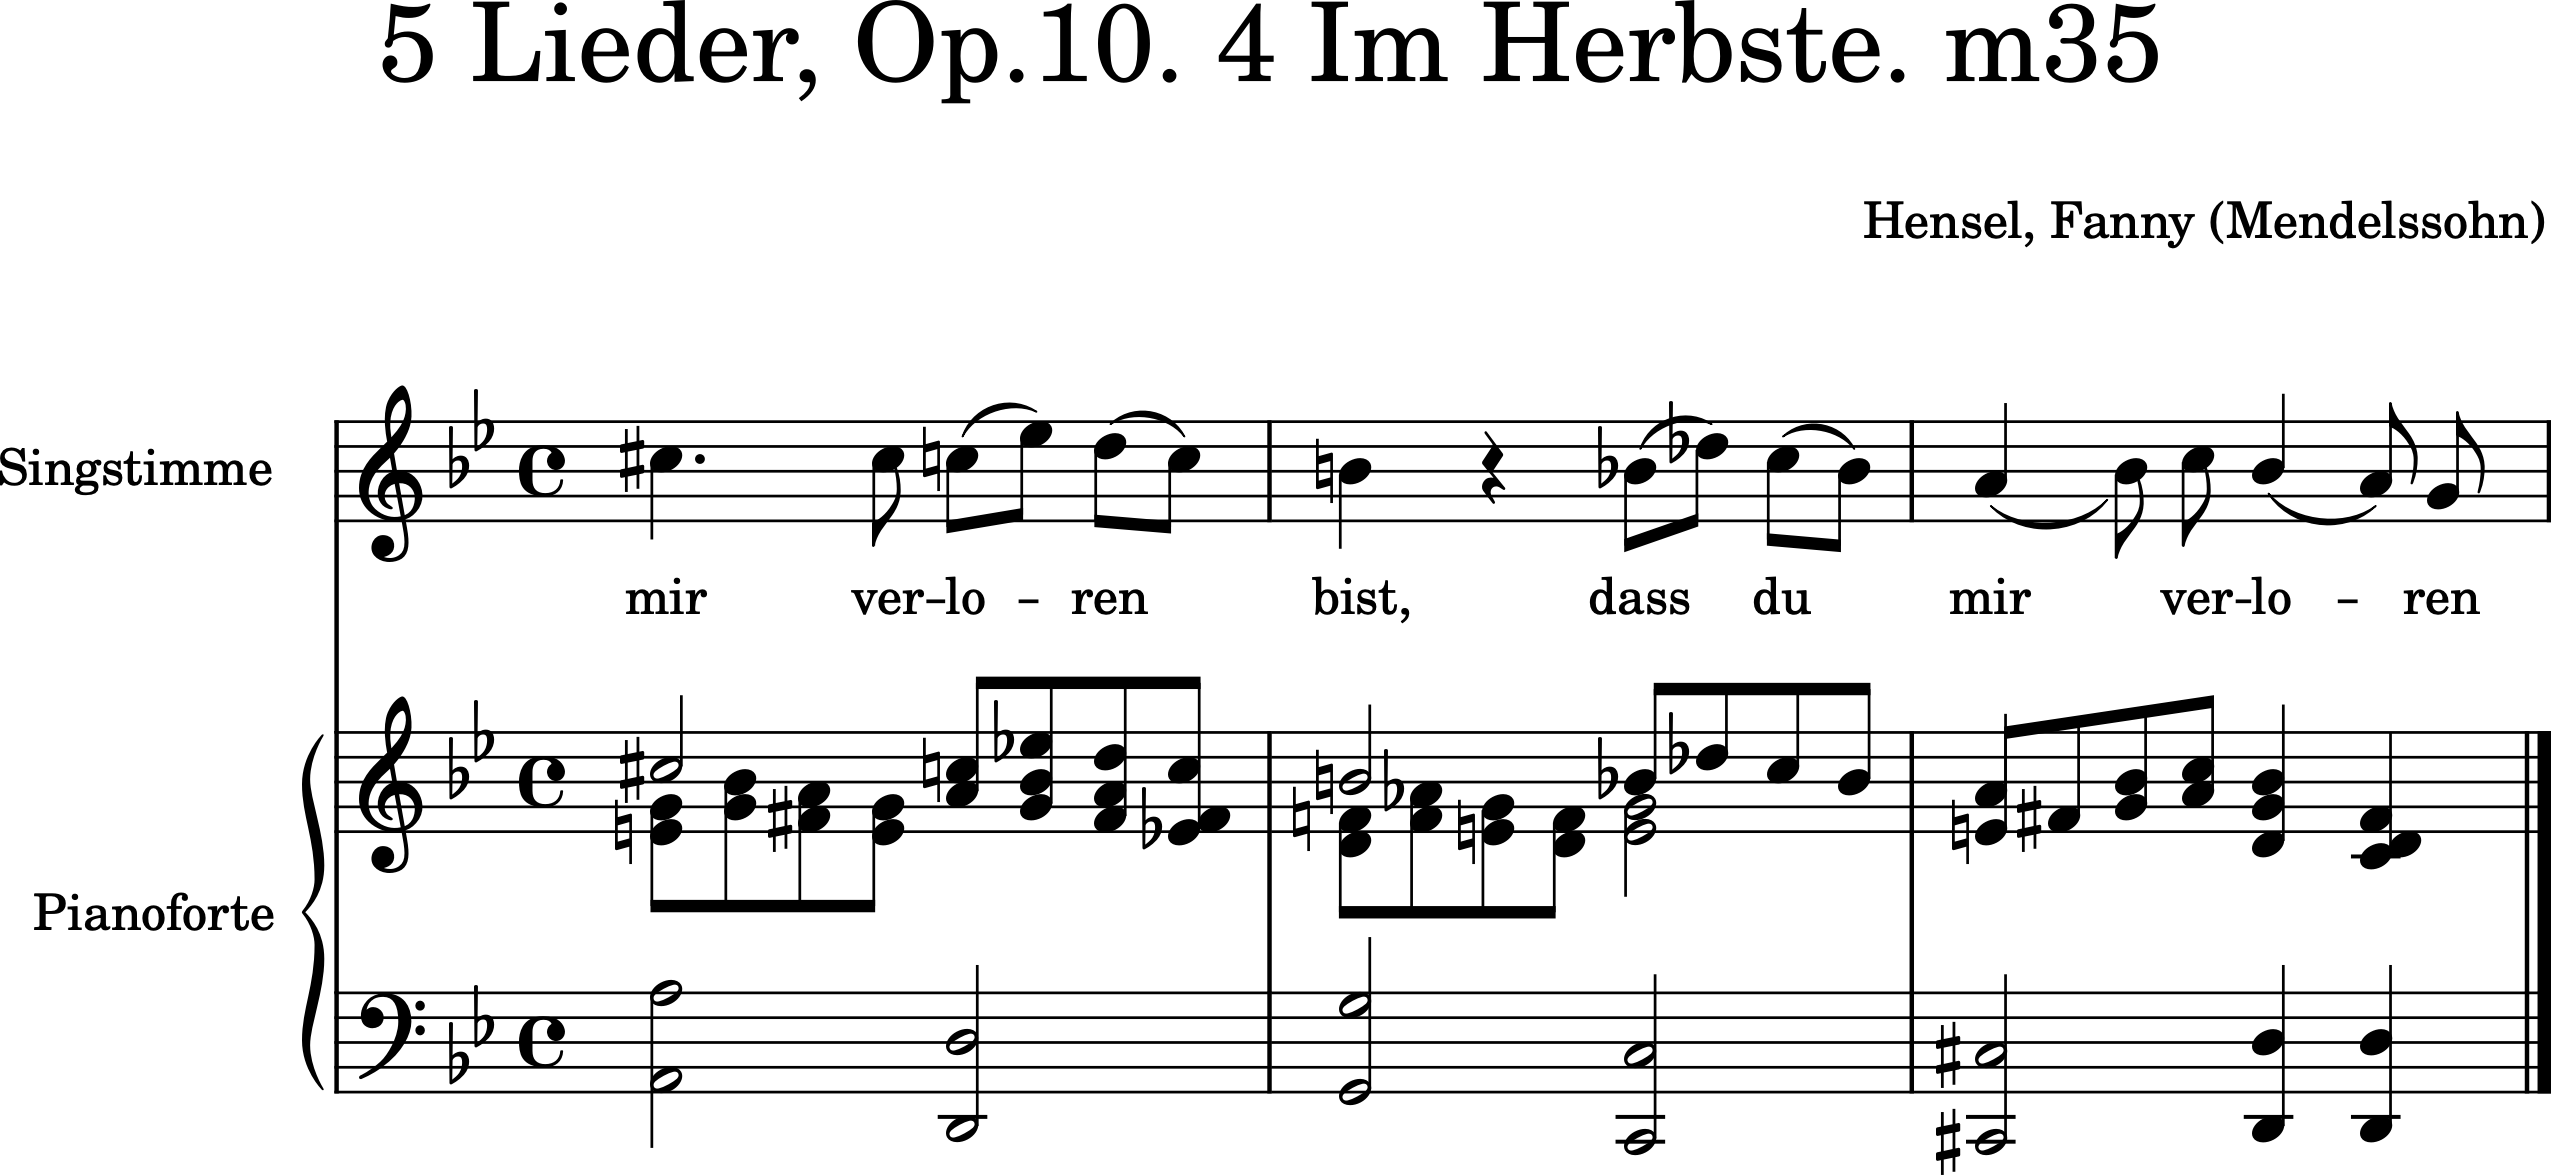 5 Lieder, Op.10. 4 Im Herbste. m35
Hensel, Fanny (Mendelssohn)
Singstimme
mir ver-lo - ren bist, dass du mir ver-lo - ren
Pianoforte